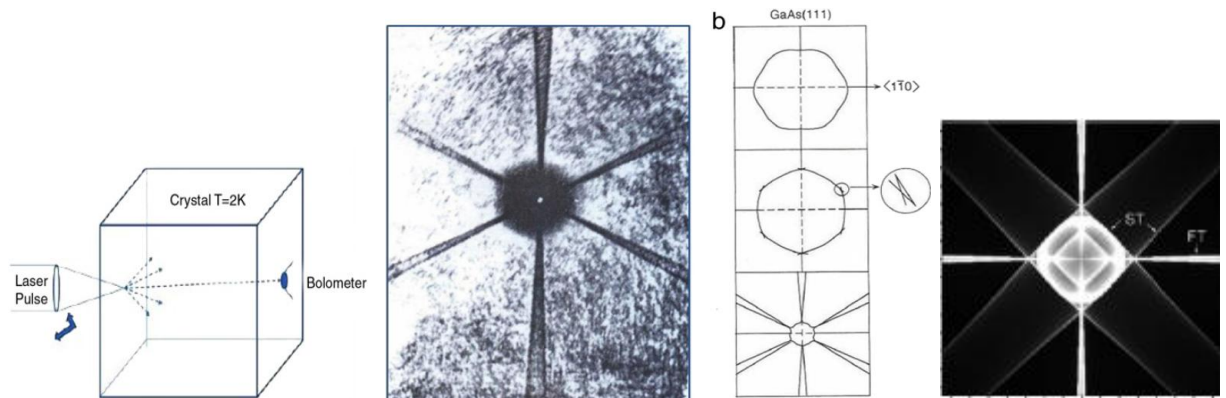 Crystal T=2K
Laser
Pulse
Bolometer
b
GaAs(111)
⟨11̅0⟩
ST
FT